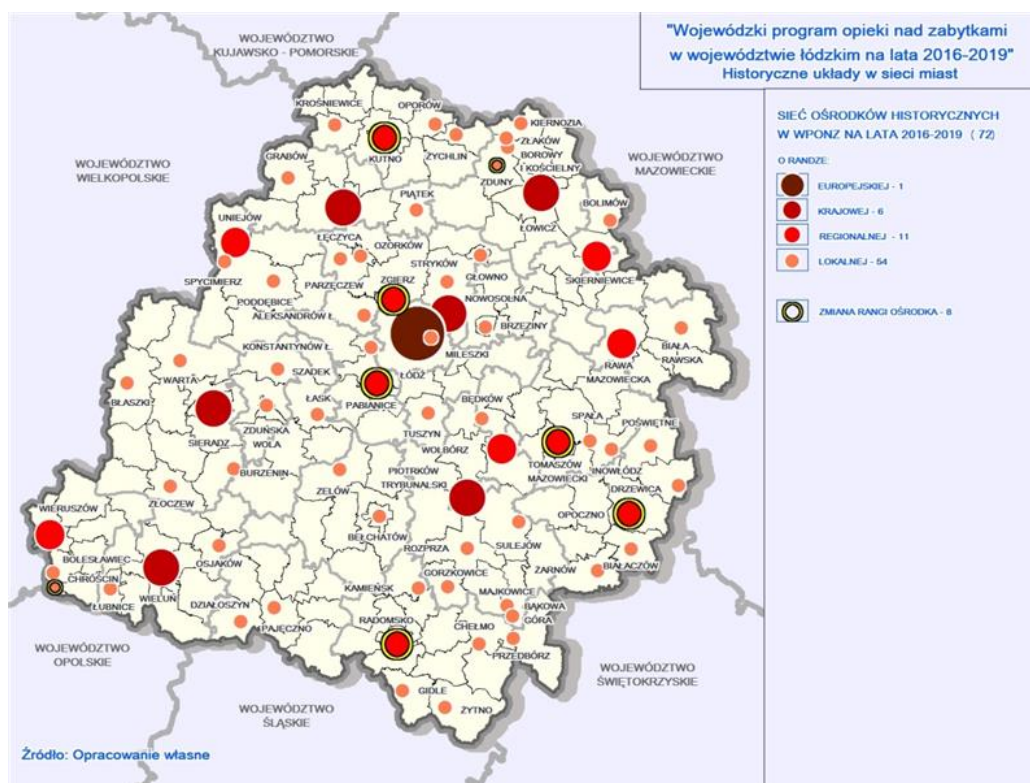 "Wojewódzki program opieki nad zabytkami
w województwie łódzkim na lata 2016-2019"
Historyczne układy w sieci miast
SIEĆ OŚRODKÓW HISTORYCZNYCH
W WPONZ NA LATA 2016-2019 ( 72)
O RANDZE:
EUROPEJSKIEJ - 1
KRAJOWEJ - 6
REGIONALNEJ - 11
LOKALNEJ - 54
ZMIANA RANGI OŚRODKA - 8
WOJEWÓDZTWO
KUJAWSKO - POMORSKIE
WOJEWÓDZTWO
WIELKOPOLSKIE
WOJEWÓDZTWO
MAZOWIECKIE
KROŚNIEWICE
OPORÓW
KIERNOZIA
KUTNO
ŻYCHLIN
ZŁAKÓW
BOROWY
I KOŚCIELNY
GRABÓW
ZDUNY
PIĄTEK
BOLIMÓW
UNIEJÓW
ŁĘCZYCA
ŁOWICZ
OZORKÓW
STRYKÓW
GŁOWNO
SKIERNIEWICE
SPYCIMIERZ
PARZĘCZEW
ZGIERZ
PODDĘBICE
NOWOSOLNA
ALEKSANDRÓW Ł.
BRZEZINY
KONSTANTYNÓW Ł.
MILESZKI
BIAŁA
RAWSKA
RAWA
MAZOWIECKA
WARTA
SZADEK
ŁÓDŹ
BŁASZKI
ŁASK
PABIANICE
BĘDKÓW
SPAŁA
POŚWIĘTNE
SIERADZ
ZDUŃSKA
WOLA
TUSZYN
WOLBÓRZ
TOMASZÓW
MAZOWIECKI
INOWŁÓDZ
BURZENIN
PIOTRKÓW
TRYBUNALSKI
DRZEWICA
ZŁOCZEW
ZELÓW
WIERUSZÓW
OPOCZNO
BEŁCHATÓW
SULEJÓW
BOLESŁAWIEC
OSJAKÓW
ROZPRZA
BIAŁACZÓW
CHRÓŚCIN
ŻARNÓW
WIELUŃ
ŁUBNICE
KAMIEŃSK
GORZKOWICE
MAJKOWICE
DZIAŁOSZYN
BĄKOWA
GÓRA
RADOMSKO
CHEŁMO
PAJĘCZNO
PRZEDBÓRZ
GIDLE
ŻYTNO
WOJEWÓDZTWO
OPOLSKIE
WOJEWÓDZTWO
ŚLĄSKIE
WOJEWÓDZTWO
ŚWIĘTOKRZYSKIE
Źródło: Opracowanie własne